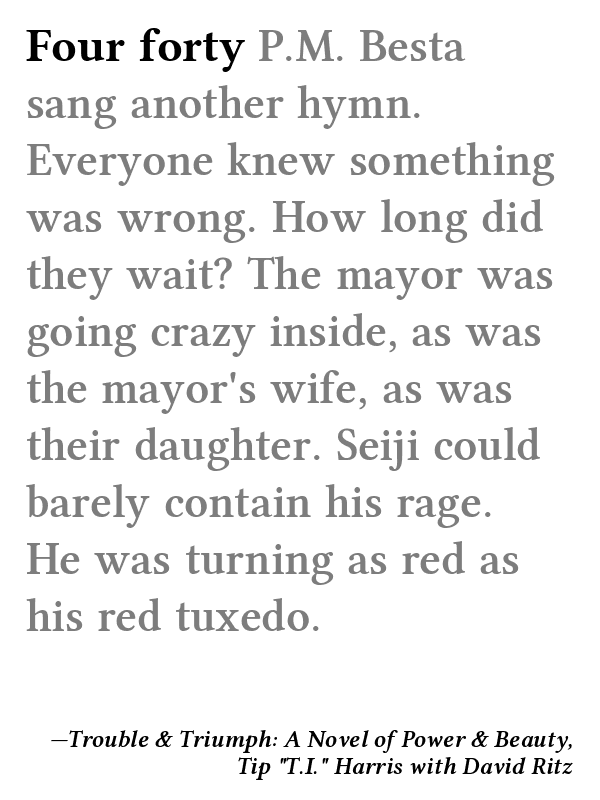 Four forty P.M. Besta
sang another hymn.
Everyone knew something
was wrong. How long did
they wait? The mayor was
going crazy inside, as was
the mayor's wife, as was
their daughter. Seiji could
barely contain his rage.
He was turning as red as
his red tuxedo.
—Trouble & Triumph: A Novel of Power & Beauty,
Tip "T.I." Harris with David Ritz